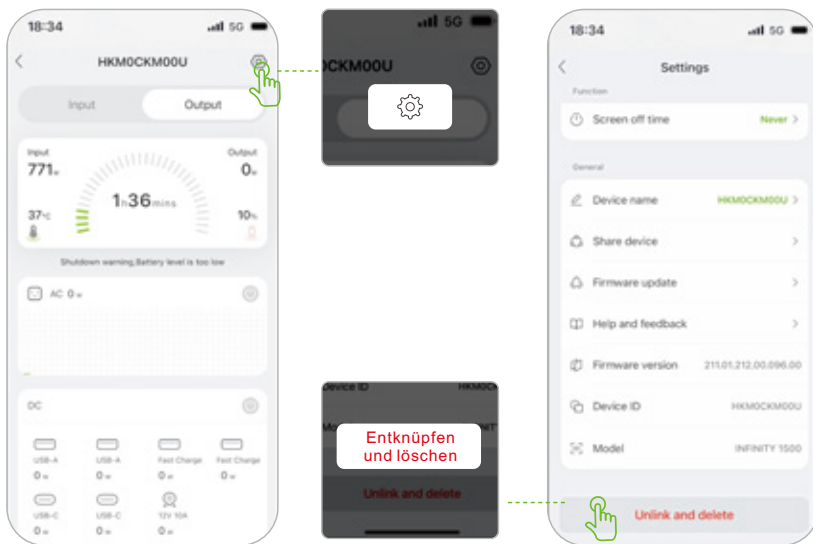 18:34
5G
HKM0CKM00U
Input
Output
Input
771w
Output
0w
1h36mins
37°C
10%
Shutdown warning,Battery level is too low
AC 0w
DC
USB-A
0w
USB-A
0w
Fast Charge
0w
Fast Charge
0w
USB-C
0w
USB-C
0w
12V 10A
0w
5G
0CKM00U
Device ID
HKM0CK
Mo
INFINIT
Entknüpfen
und löschen
Unlink and delete
18:34
5G
Settings
Function
Screen off time
Never
General
Device name
HKM0CKM00U
Share device
Firmware update
Help and feedback
Firmware version
211.01.212.00.096.00
Device ID
HKM0CKM00U
Model
INFINITY 1500
Unlink and delete